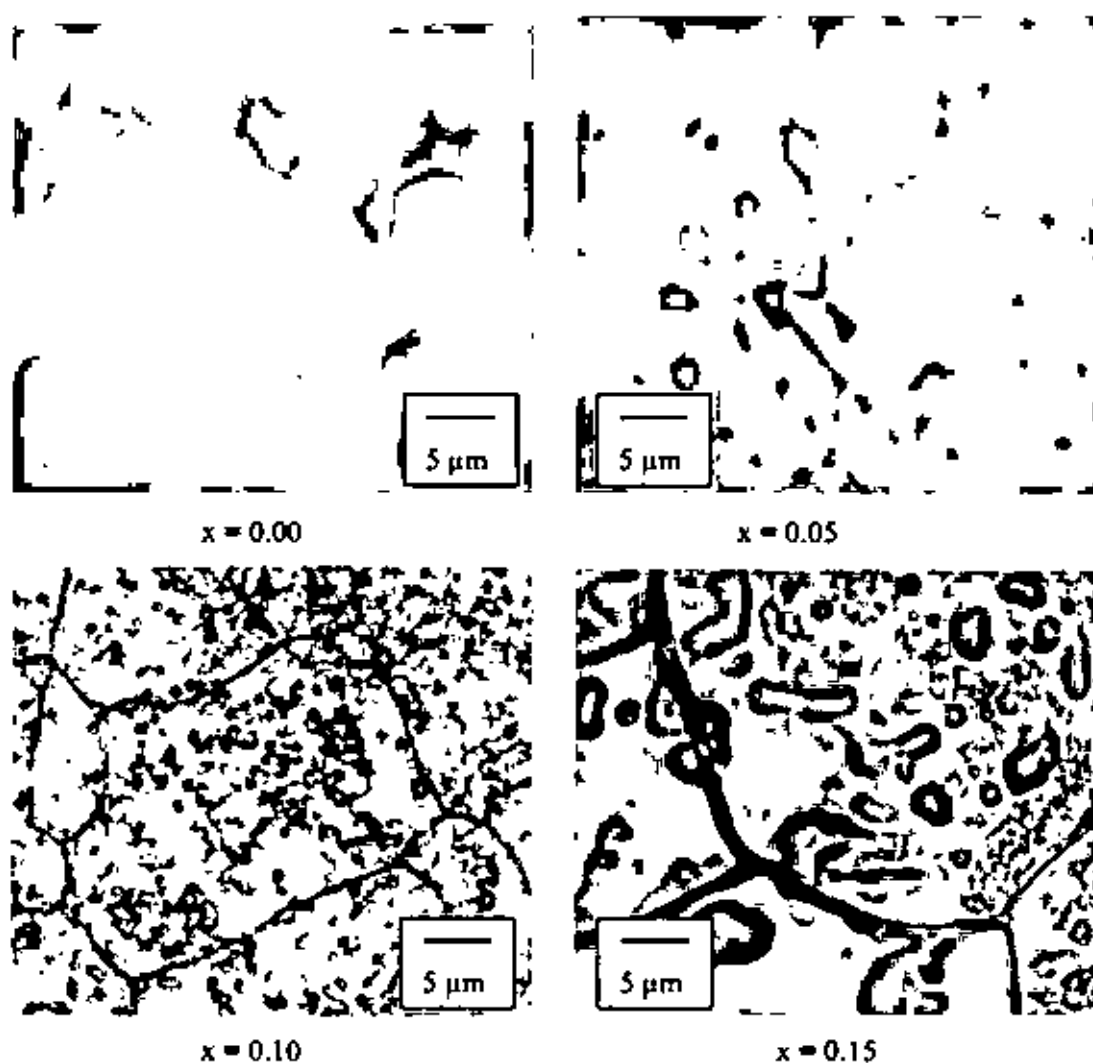 5 µm
5 µm
x = 0.00
x = 0.05
5 µm
5 µm
x = 0.10
x = 0.15